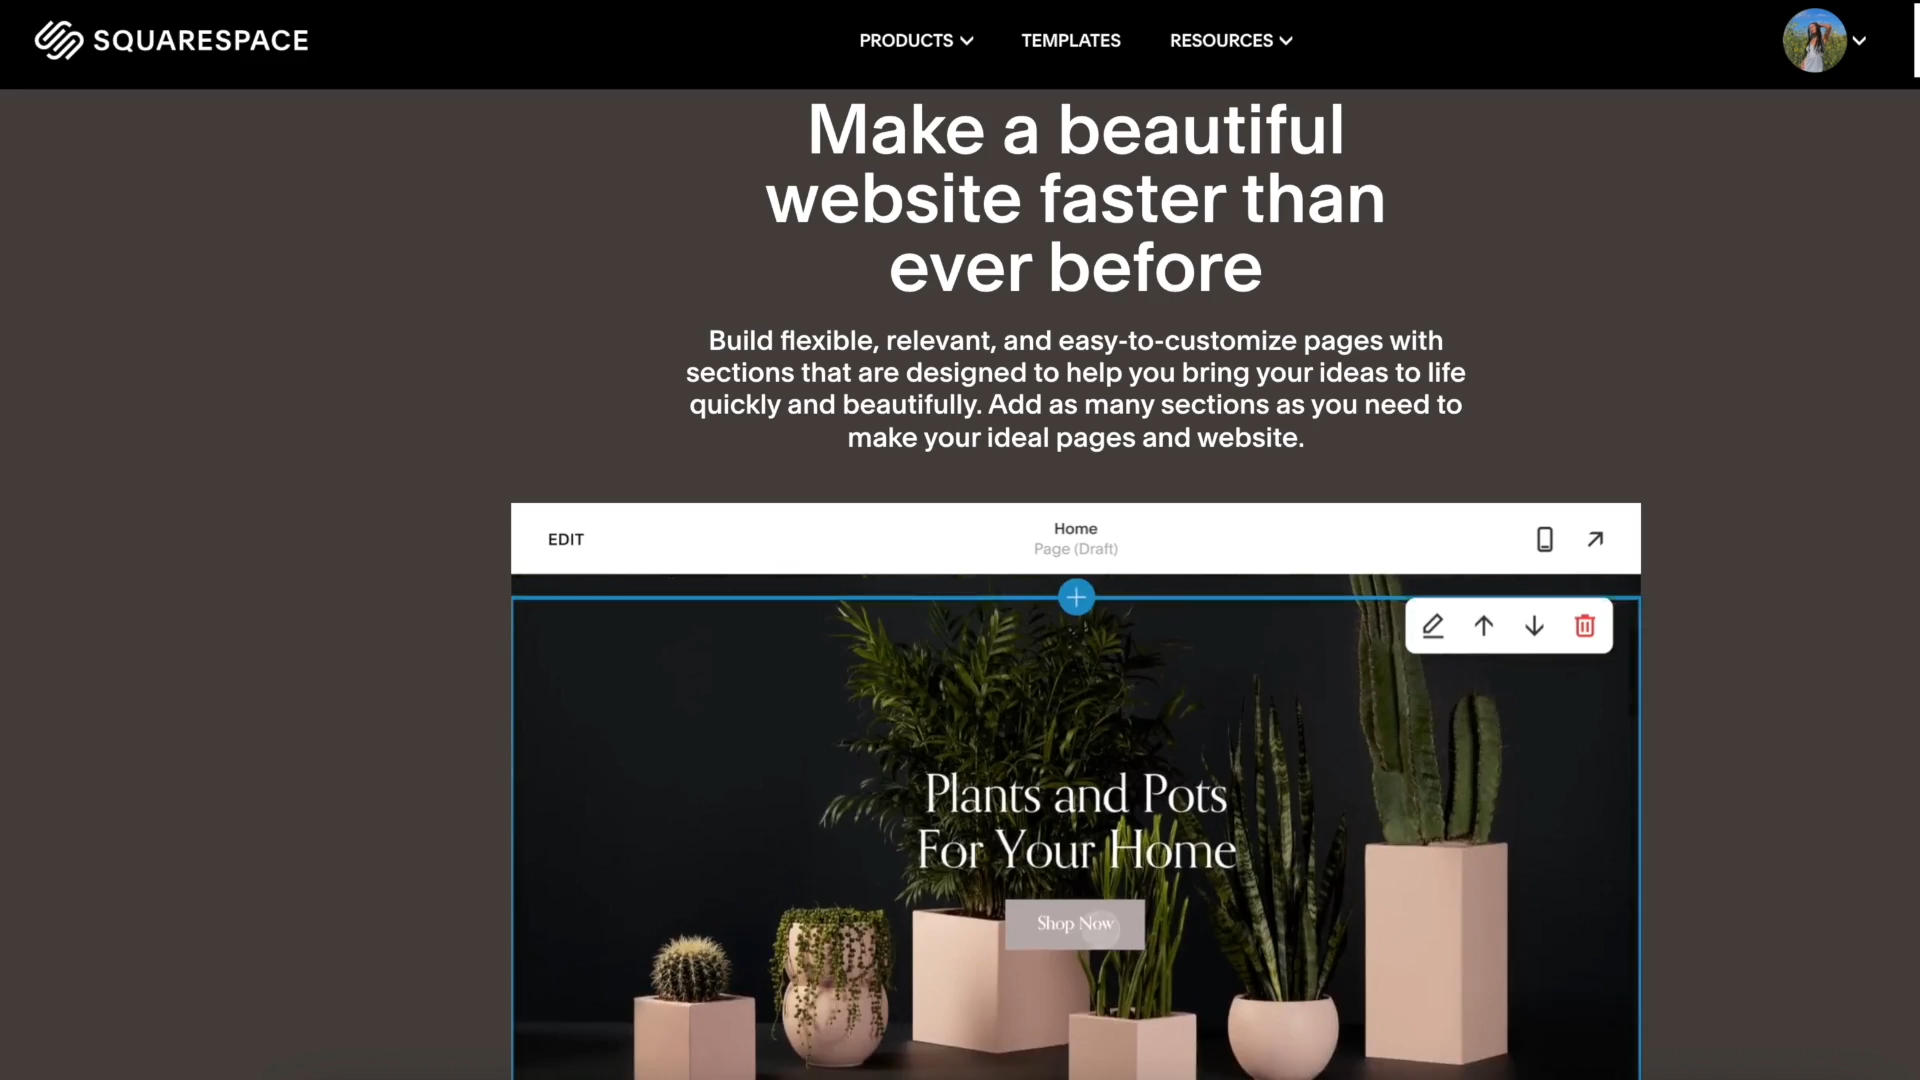 SQUARESPACE
PRODUCTS
TEMPLATES
RESOURCES
Make a beautiful
website faster than
ever before
Build flexible, relevant, and easy-to-customize pages with
sections that are designed to help you bring your ideas to life
quickly and beautifully. Add as many sections as you need to
make your ideal pages and website.
EDIT
Home
Page (Draft)
Plants and Pots
For Your Home
Shop Now